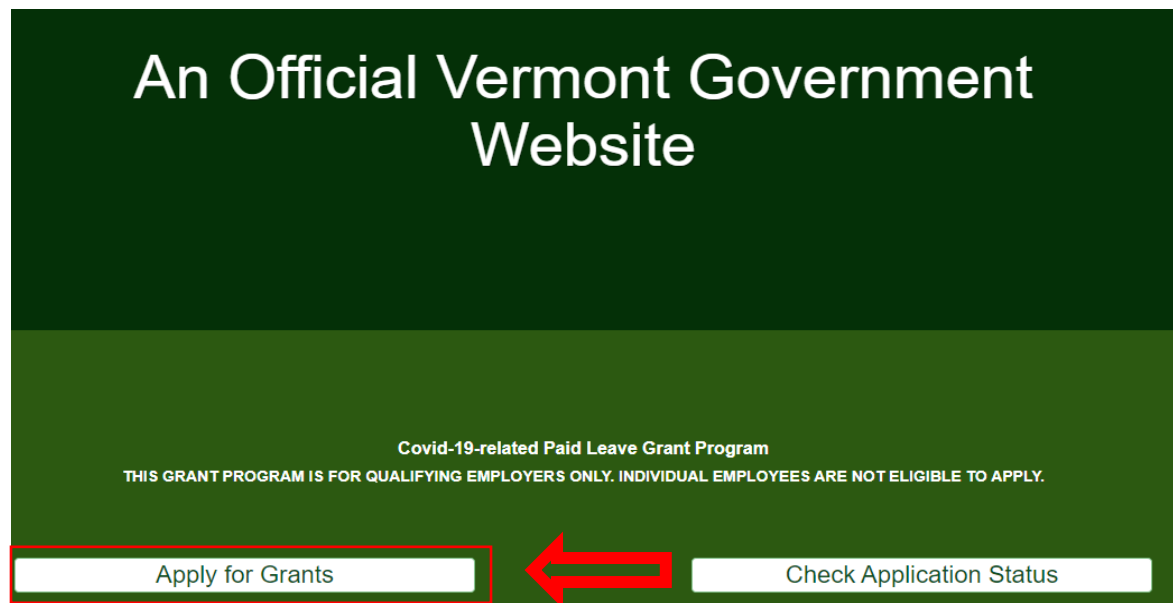 An Official Vermont Government
Website
Covid-19-related Paid Leave Grant Program
THIS GRANT PROGRAM IS FOR QUALIFYING EMPLOYERS ONLY. INDIVIDUAL EMPLOYEES ARE NOT ELIGIBLE TO APPLY.
Apply for Grants
Check Application Status